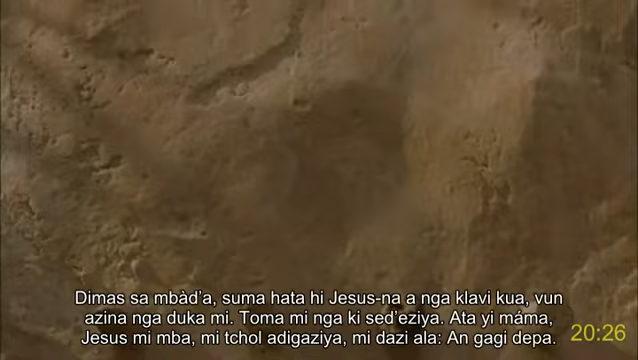 Dimas sa mbàd'a, suma hata hi Jesus-na a nga klavi kua, vun
azina nga duka mi. Toma mi nga ki sed'eziya. Ata yi máma,
Jesus mi mba, mi tchol adigaziya, mi dazi ala: An gagi depa.
20:26